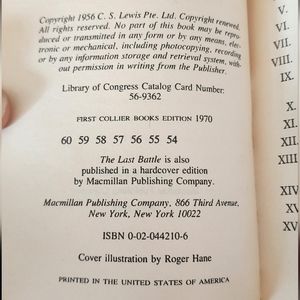 Copyright 1956 C. S. Lewis Pte. Ltd. Copyright renewed.
All rights reserved. No part of this book may be repro-
duced or transmitted in any form or by any means, elec-
tronic or mechanical, including photocopying, recording
or by any information storage and retrieval system, with-
out permission in writing from the Publisher.
Library of Congress Catalog Card Number:
56-9362
FIRST COLLIER BOOKS EDITION 1970
60 59 58 57 56 55 54
The Last Battle is also
published in a hardcover edition
by Macmillan Publishing Company.
Macmillan Publishing Company, 866 Third Avenue,
New York, New York 10022
ISBN 0-02-044210-6
Cover illustration by Roger Hane
PRINTED IN THE UNITED STATES OF AMERICA
V.
VI.
VII.
VIII.
IX.
X.
XI.
XII.
XIII
XIV
XV
XV